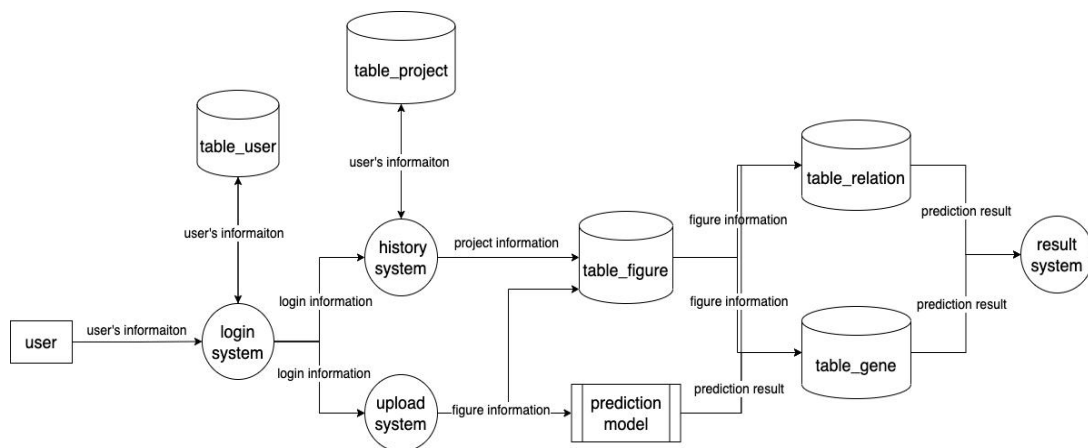 table_project
table_user
user's informaiton
table_relation
user's informaiton
history
system
project information
table_figure
figure information
prediction result
result
system
login information
figure information
prediction result
user
user's informaiton
login
system
login information
table_gene
upload
system
figure information
prediction
model
prediction result